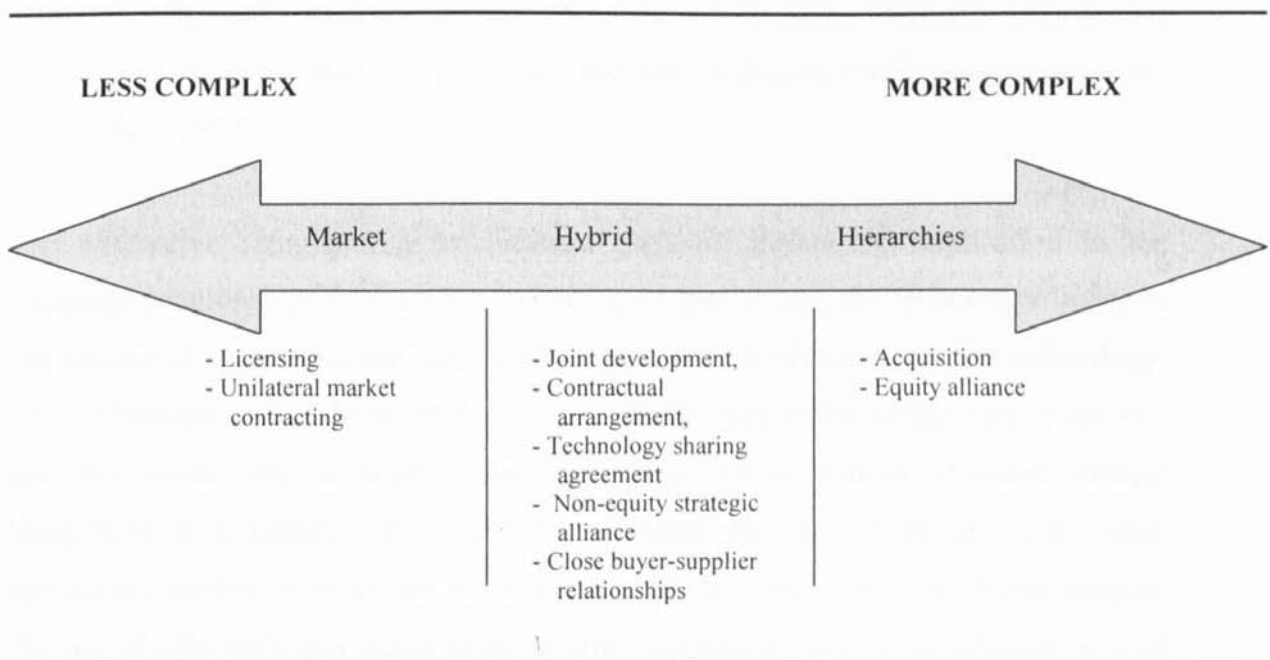 LESS COMPLEX
MORE COMPLEX
Market
Hybrid
Hierarchies
- Licensing
- Unilateral market
contracting
- Joint development,
- Contractual
arrangement,
- Technology sharing
agreement
- Non-equity strategic
alliance
- Close buyer-supplier
relationships
- Acquisition
- Equity alliance